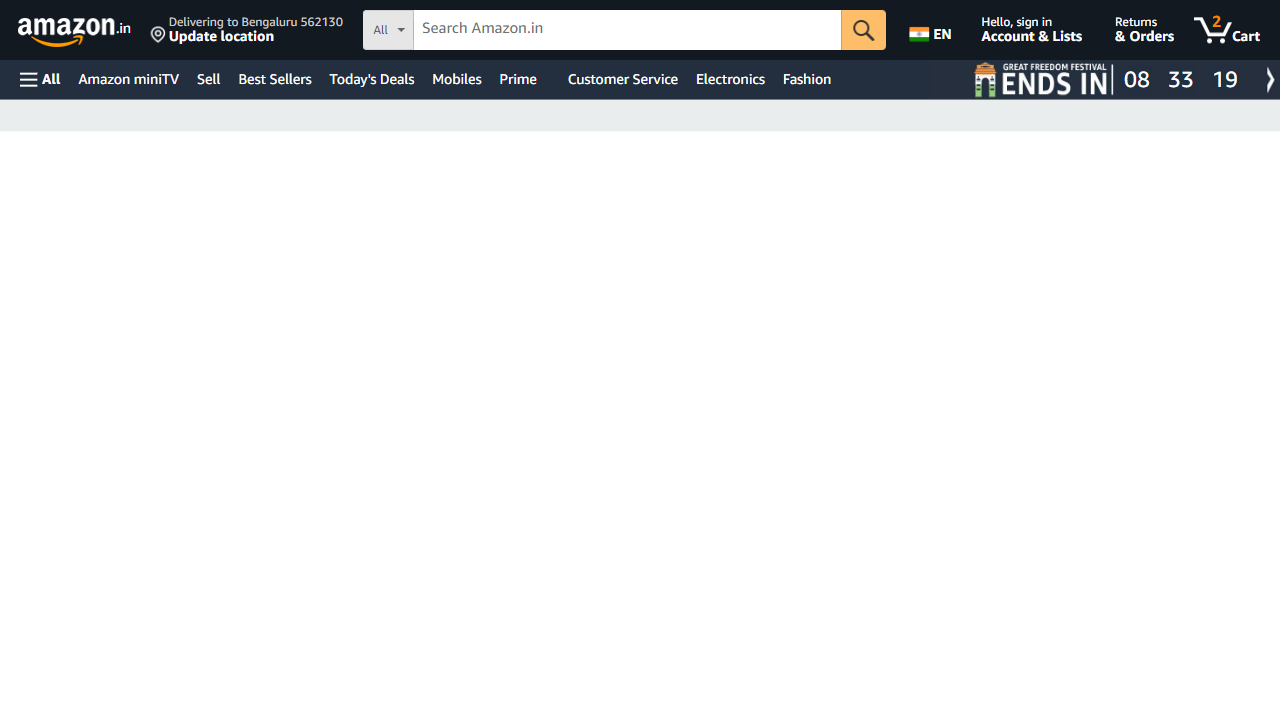 amazon.in
Delivering to Bengaluru 562130
Update location
All
Search Amazon.in
EN
Hello, sign in
Account & Lists
Returns
& Orders
2
Cart
All
Amazon miniTV
Sell
Best Sellers
Today's Deals
Mobiles
Prime
Customer Service
Electronics
Fashion
GREAT FREEDOM FESTIVAL
ENDS IN
08 33 19